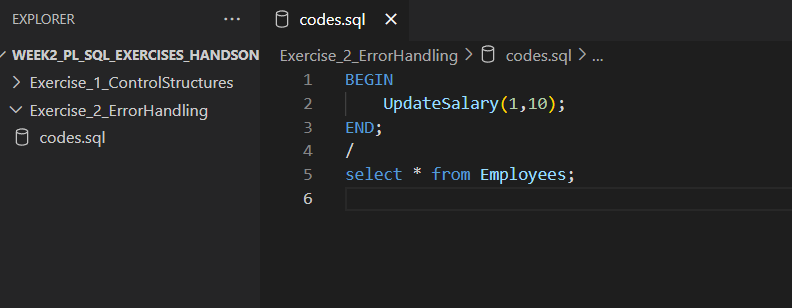 EXPLORER
WEEK2_PL_SQL_EXERCISES_HANDSON
Exercise_1_ControlStructures
Exercise_2_ErrorHandling
codes.sql
codes.sql
Exercise_2_ErrorHandling > codes.sql > ...
1 BEGIN
2     UpdateSalary(1,10);
3 END;
4 /
5 select * from Employees;
6